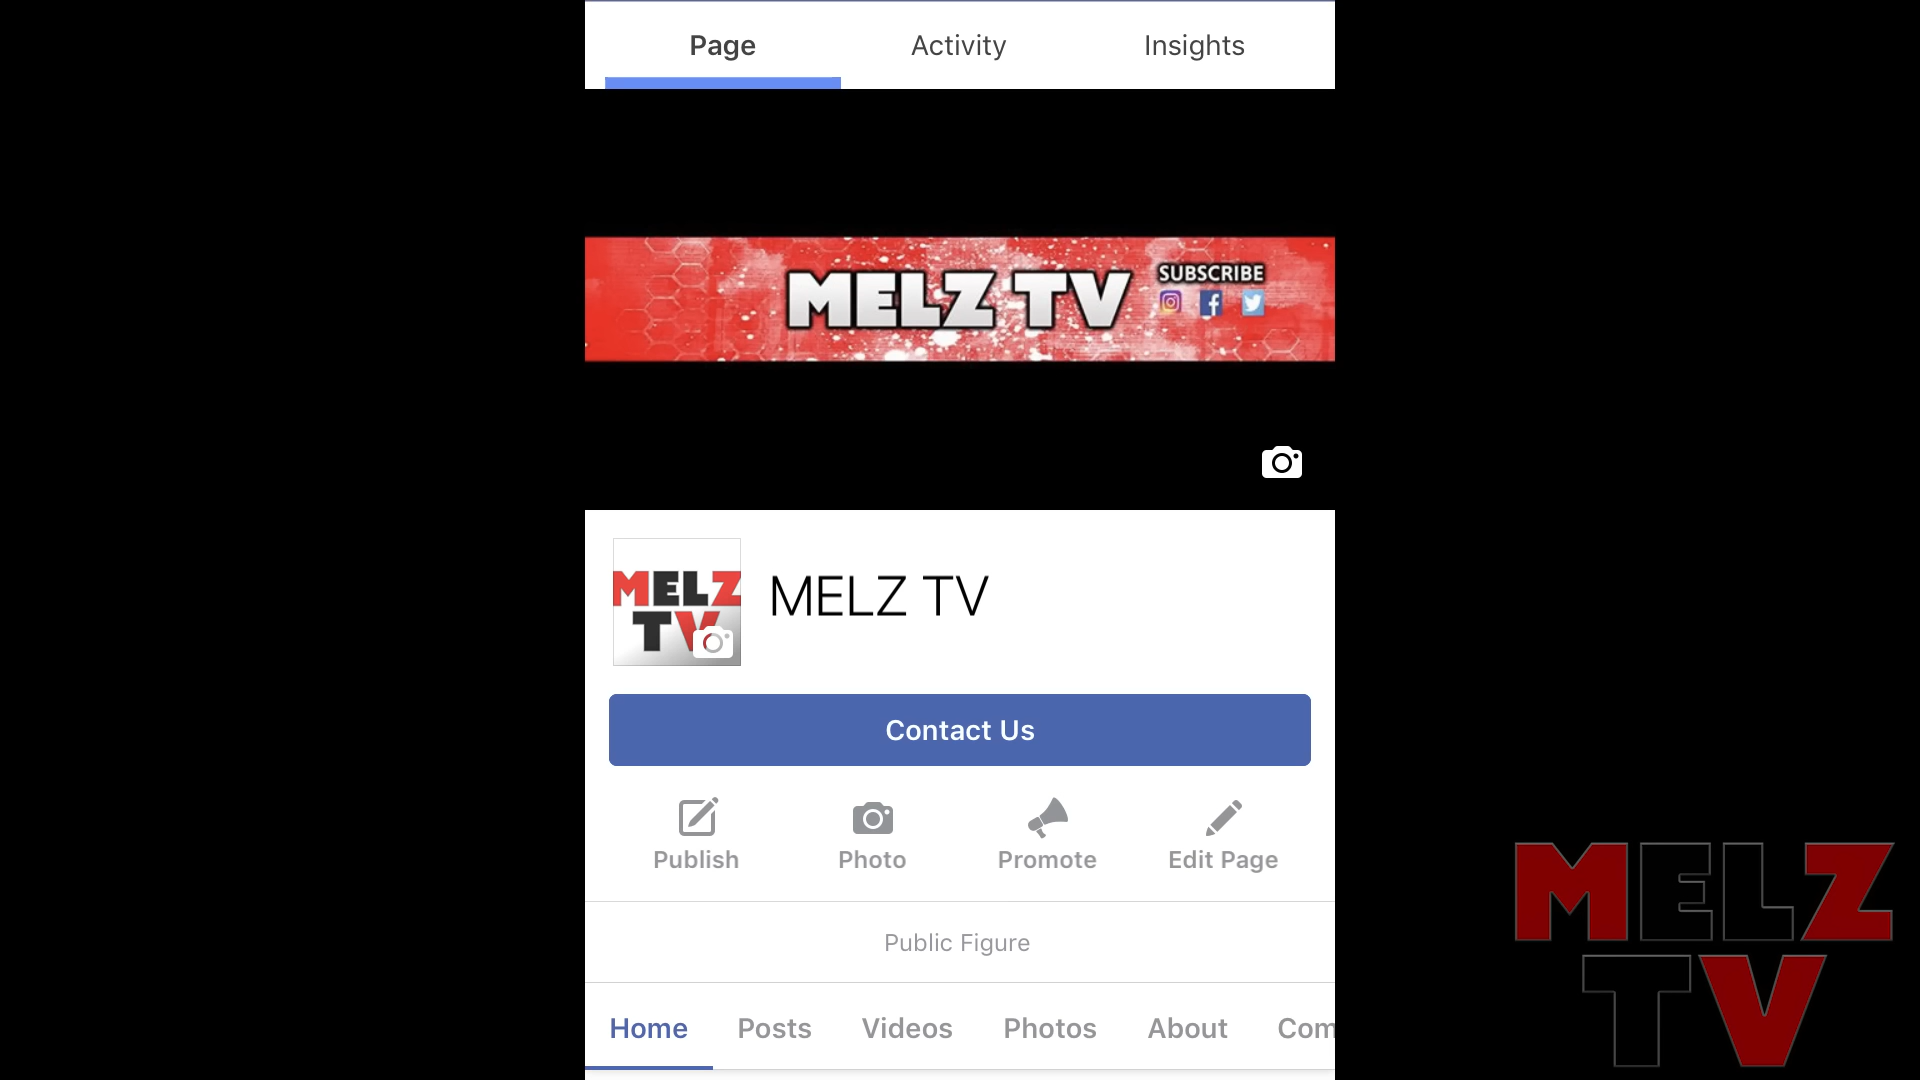 Page Activity Insights
MELZ TV
SUBSCRIBE
MELZ
TV
MELZ TV
Contact Us
Publish Photo Promote Edit Page
Public Figure
Home Posts Videos Photos About Com
MELZ
TV